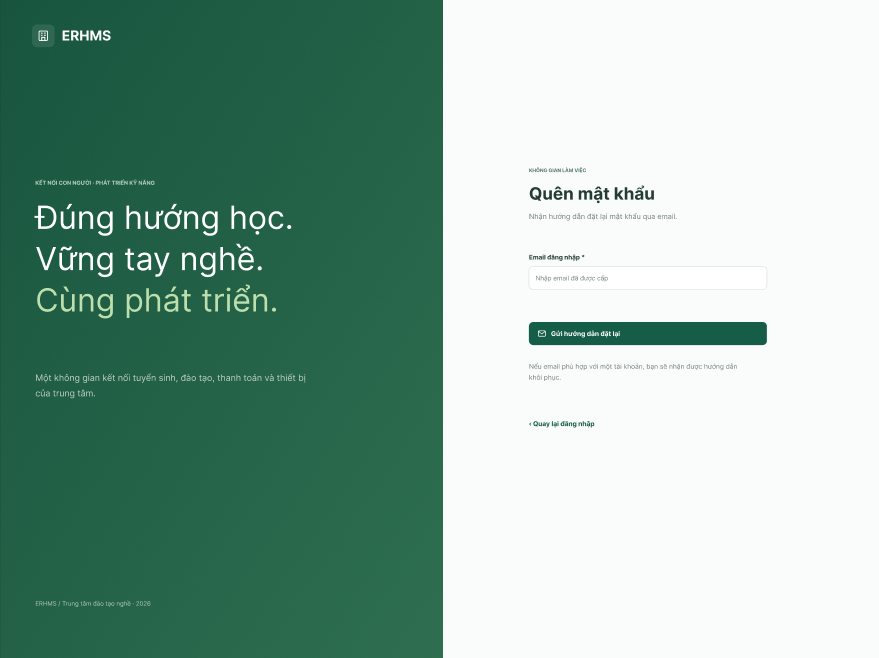 ERHMS
KẾT NỐI CON NGƯỜI · PHÁT TRIỂN KỸ NĂNG
Đúng hướng học.
Vững tay nghề.
Cùng phát triển.
Một không gian kết nối tuyển sinh, đào tạo, thanh toán và thiết bị
của trung tâm.
ERHMS / Trung tâm đào tạo nghề · 2026
KHÔNG GIAN LÀM VIỆC
Quên mật khẩu
Nhận hướng dẫn đặt lại mật khẩu qua email.
Email đăng nhập *
Nhập email đã được cấp
Gửi hướng dẫn đặt lại
Nếu email phù hợp với một tài khoản, bạn sẽ nhận được hướng dẫn
khôi phục.
‹ Quay lại đăng nhập